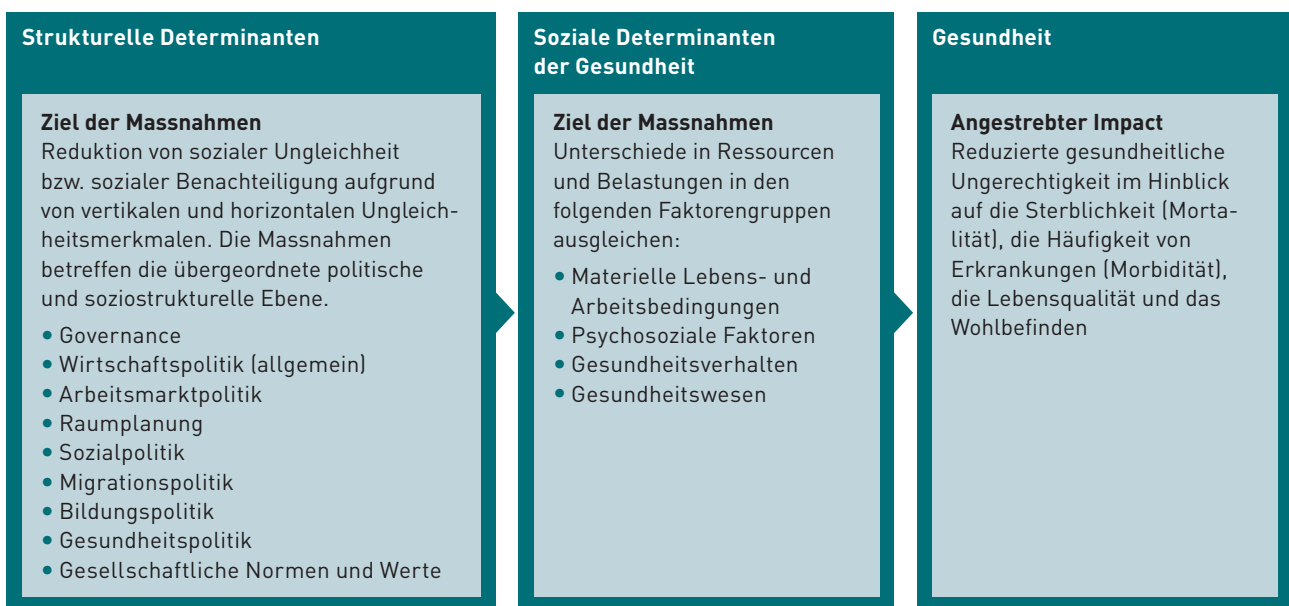 Strukturelle Determinanten
Ziel der Massnahmen
Reduktion von sozialer Ungleichheit
bzw. sozialer Benachteiligung aufgrund
von vertikalen und horizontalen Ungleich-
heitsmerkmalen. Die Massnahmen
betreffen die übergeordnete politische
und soziostrukturelle Ebene.
• Governance
• Wirtschaftspolitik (allgemein)
• Arbeitsmarktpolitik
• Raumplanung
• Sozialpolitik
• Migrationspolitik
• Bildungspolitik
• Gesundheitspolitik
• Gesellschaftliche Normen und Werte
Soziale Determinanten
der Gesundheit
Ziel der Massnahmen
Unterschiede in Ressourcen
und Belastungen in den
folgenden Faktorengruppen
ausgleichen:
• Materielle Lebens- und
Arbeitsbedingungen
• Psychosoziale Faktoren
• Gesundheitsverhalten
• Gesundheitswesen
Gesundheit
Angestrebter Impact
Reduzierte gesundheitliche
Ungerechtigkeit im Hinblick
auf die Sterblichkeit (Morta-
lität), die Häufigkeit von
Erkrankungen (Morbidität),
die Lebensqualität und das
Wohlbefinden